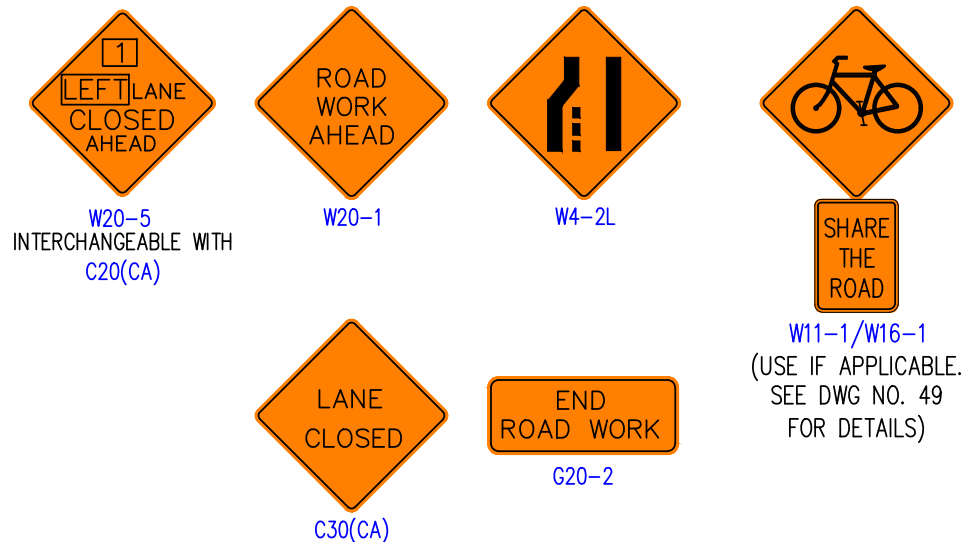 1
LEFT LANE
CLOSED
AHEAD
W20-5
INTERCHANGEABLE WITH
C20(CA)
ROAD
WORK
AHEAD
W20-1
W4-2L
SHARE
THE
ROAD
W11-1/W16-1
(USE IF APPLICABLE.
SEE DWG NO. 49
FOR DETAILS)
LANE
CLOSED
C30(CA)
END
ROAD WORK
G20-2